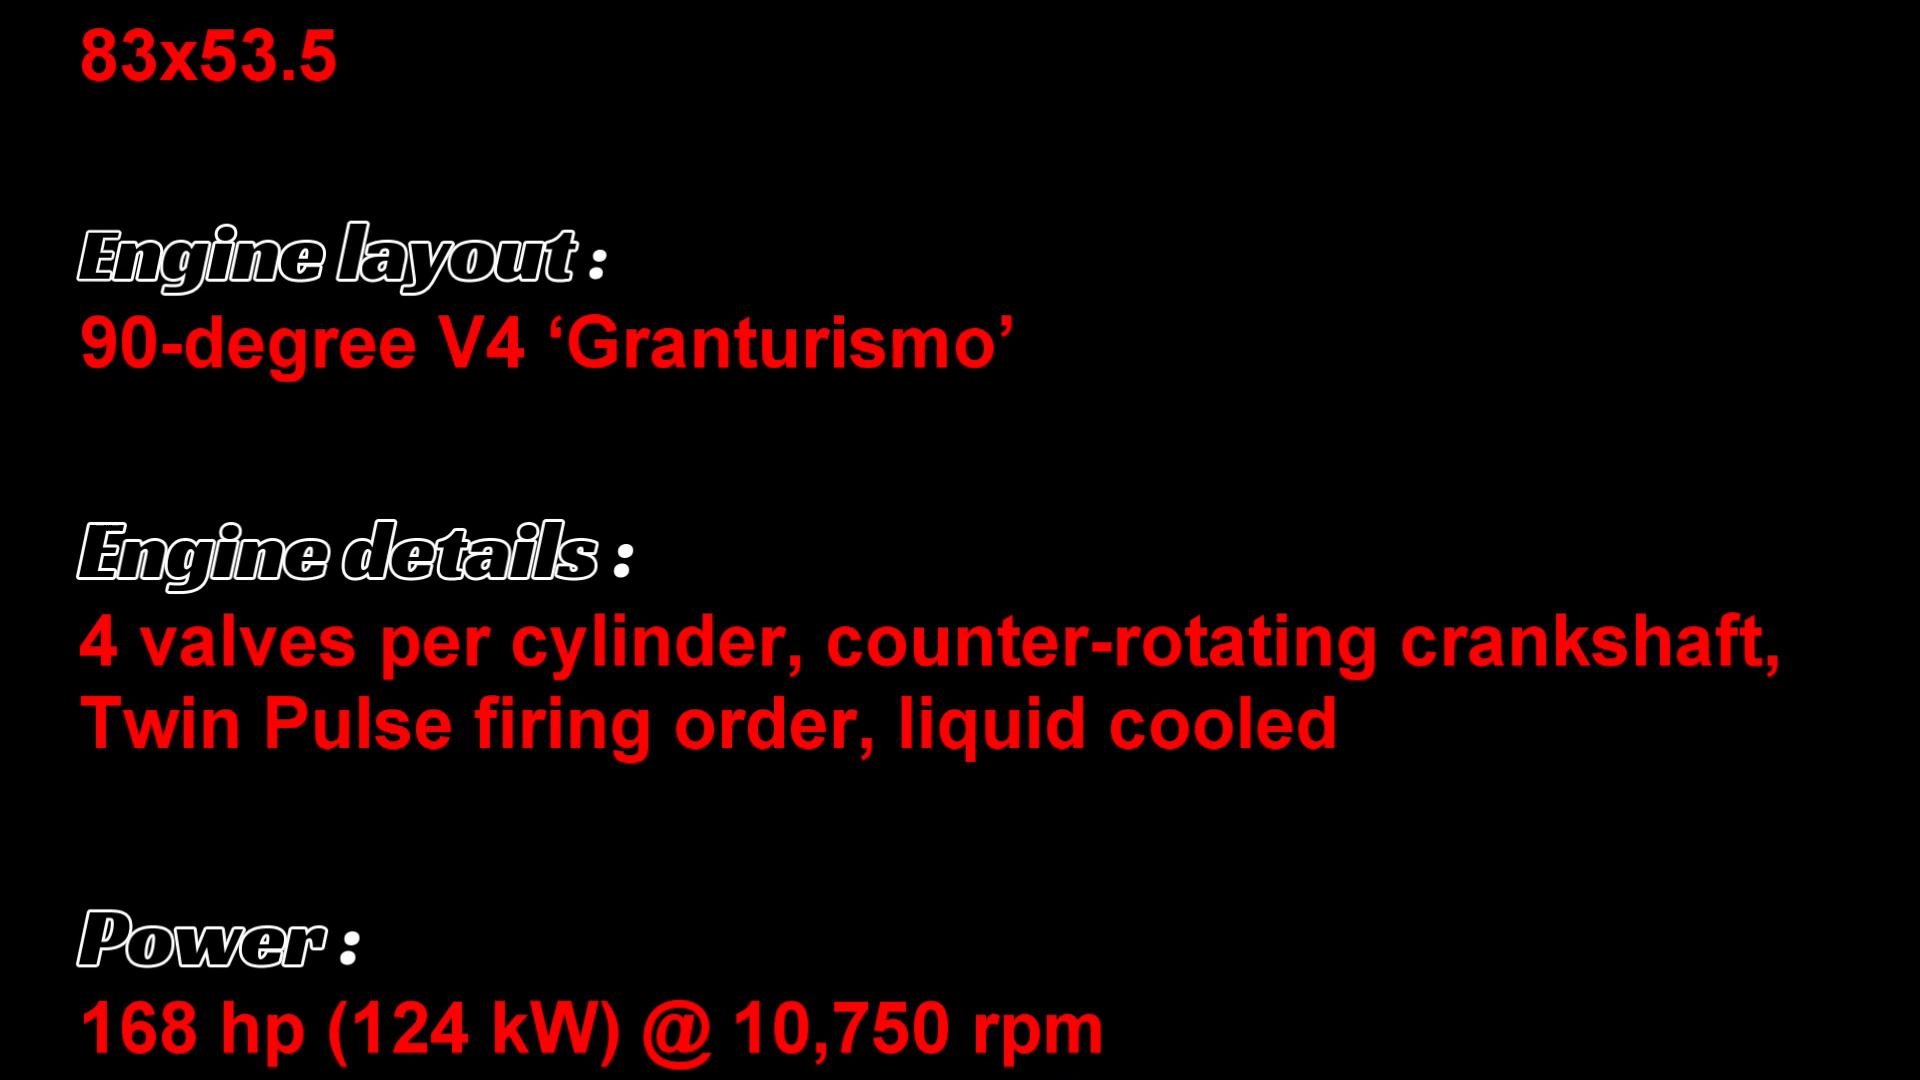 83x53.5
Engine layout :
90-degree V4 ‘Granturismo’
Engine details :
4 valves per cylinder, counter-rotating crankshaft,
Twin Pulse firing order, liquid cooled
Power :
168 hp (124 kW) @ 10,750 rpm